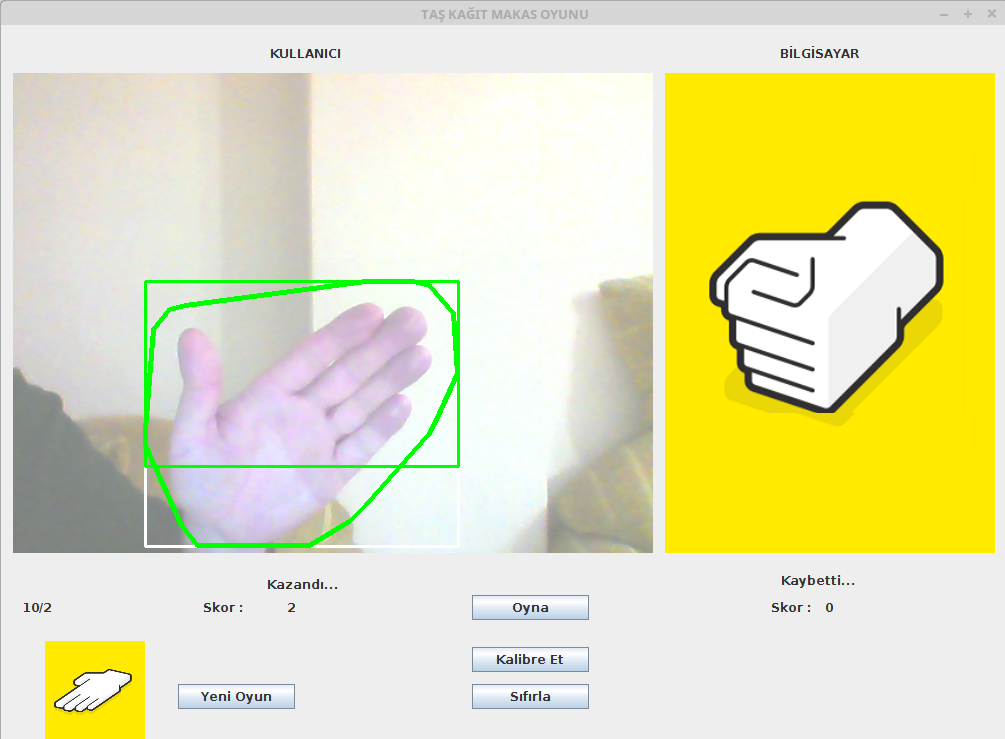 TAŞ KAĞIT MAKAS OYUNU
KULLANICI
BİLGİSAYAR
Kazandı...
Kaybetti...
10/2
Skor : 2
Oyna
Skor : 0
Kalibre Et
Yeni Oyun
Sıfırla